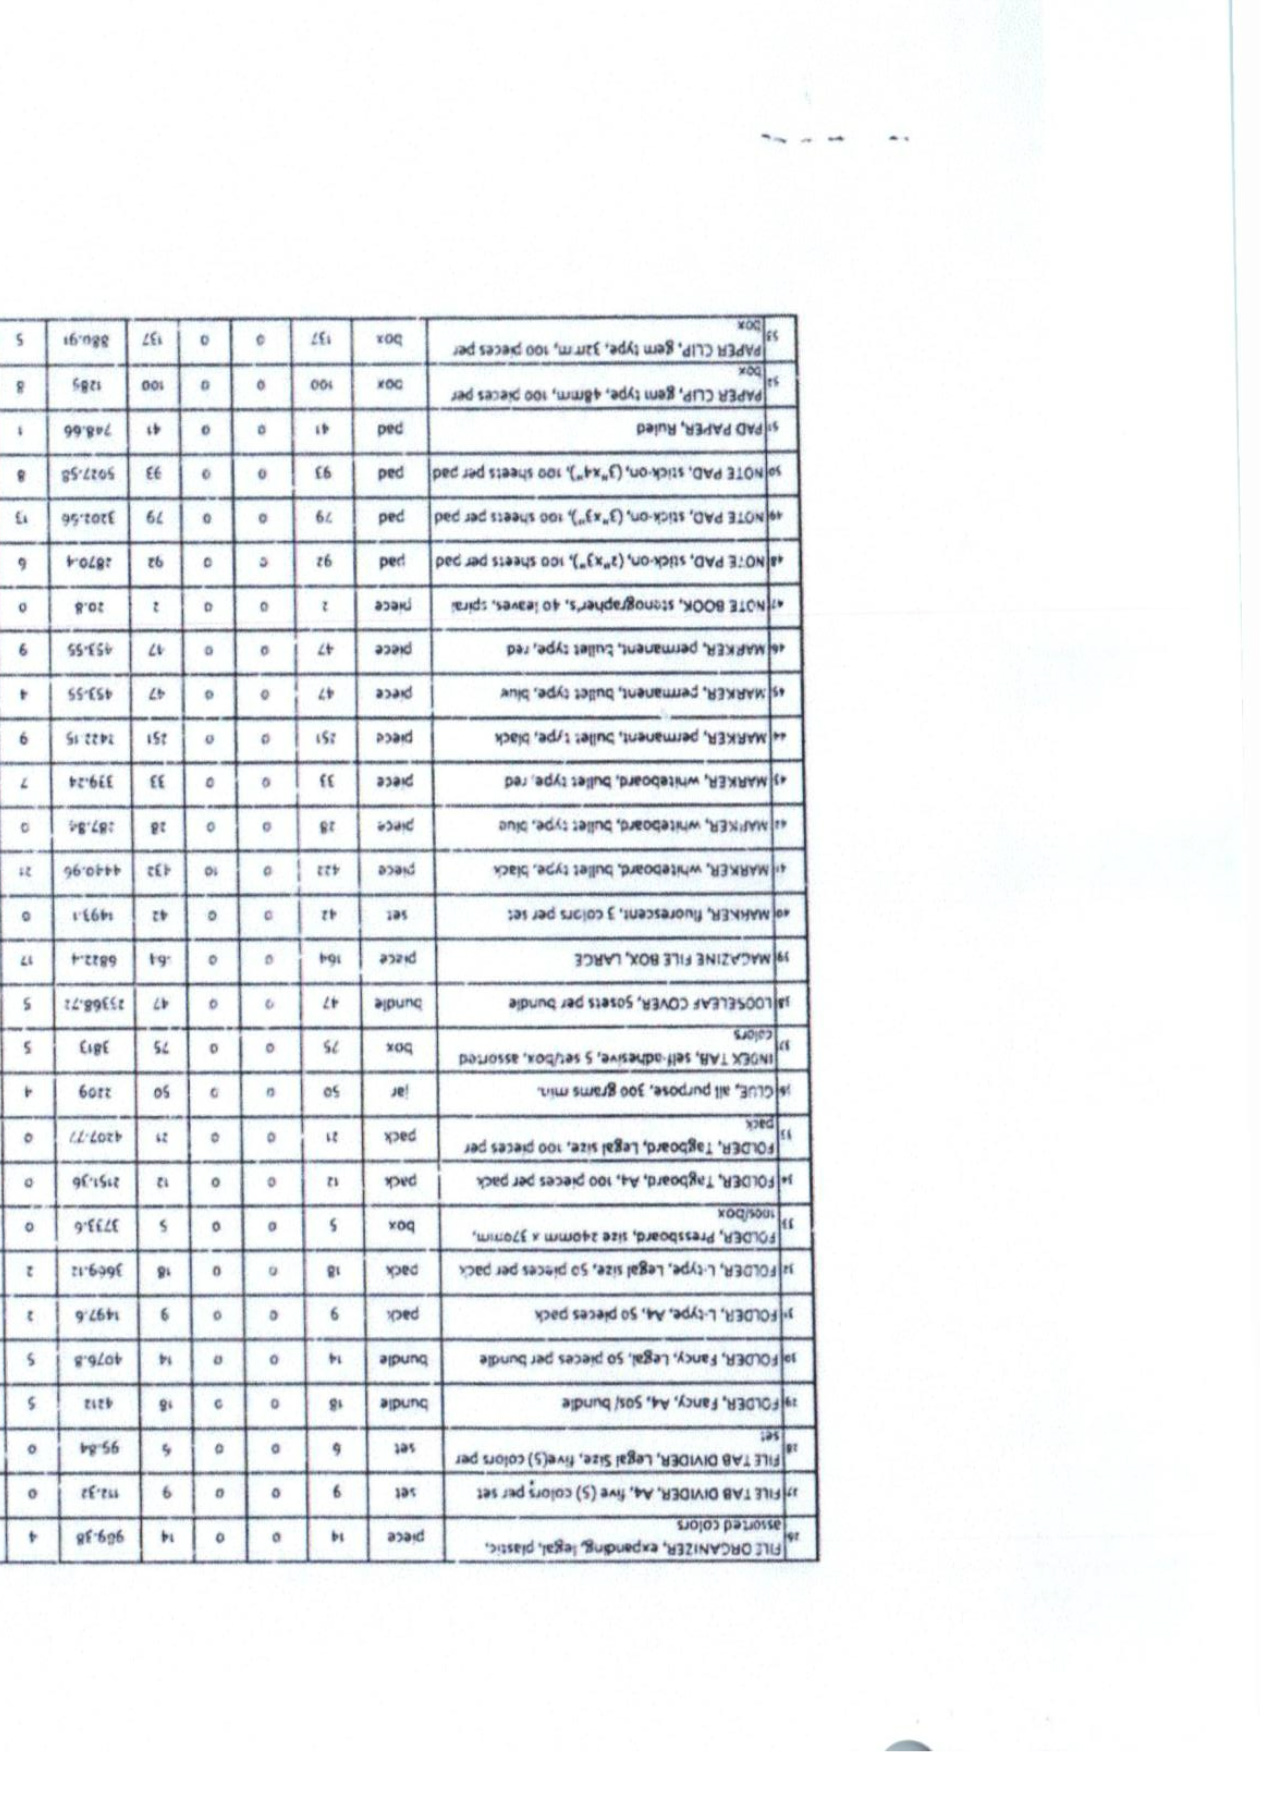 26 FILE ORGANIZER, expanding, legal, plastic,
assorted colors piece 14 0 0 14 4
27 FILE TAB DIVIDER, A4, five (5) colors per set set 9 0 0 9 112.32 0
28 FILE TAB DIVIDER, Legal Size, five(5) colors per
set set 6 0 0 95.84 0
29 FOLDER, Fancy, A4, 50s/ bundle bundle 18 0 0 18 4212 5
30 FOLDER, Fancy, Legal, 50 pieces per bundle bundle 14 0 0 14 4076.8 5
31 FOLDER, L-type, A4, 50 pieces pack pack 9 0 0 9 1497.6 2
32 FOLDER, L-type, Legal size, 50 pieces per pack pack 18 0 0 18 3669.12 2
33 FOLDER, Pressboard, size 240mm x 370mm,
100s/box box 5 0 0 5 3733.6 0
34 FOLDER, Tagboard, A4, 100 pieces per pack pack 12 0 0 12 2151.36 0
35 FOLDER, Tagboard, Legal size, 100 pieces per
pack pack 21 0 0 21 4207.77 0
36 GLUE, all purpose, 300 grams min. jar 50 0 0 50 2209 4
37 INDEX TAB, self-adhesive, 5 set/box, assorted
colors box 75 0 0 75 3813 5
38 LOOSELEAF COVER, 50sets per bundle bundle 47 0 0 47 5
39 MAGAZINE FILE BOX, LARGE piece 164 0 0 6822.4 17
40 MARKER, fluorescent, 3 colors per set set 42 0 0 42 1493.1 0
41 MARKER, whiteboard, bullet type, black piece 422 0 10 432 4440.96 21
42 MARKER, whiteboard, bullet type, blue piece 28 0 0 28 287.84 0
43 MARKER, whiteboard, bullet type, red piece 33 0 0 33 339.24 7
44 MARKER, permanent, bullet type, black piece 251 0 0 251 2422.15 9
45 MARKER, permanent, bullet type, blue piece 47 0 0 47 453.55 4
46 MARKER, permanent, bullet type, red piece 47 0 0 47 453.55 9
47 NOTE BOOK, stenographer's, 40 leaves, spiral piece 2 0 0 2 20.8 0
48 NOTE PAD, stick-on, (2"x3"), 100 sheets per pad pad 92 0 0 92 2870.4 6
49 NOTE PAD, stick-on, (3"x3"), 100 sheets per pad pad 79 0 0 79 3202.56 13
50 NOTE PAD, stick-on, (3"x4"), 100 sheets per pad pad 93 0 0 93 5027.58 8
51 PAD PAPER, Ruled pad 41 0 0 41 748.66 1
52 PAPER CLIP, gem type, 48mm, 100 pieces per
box box 100 0 0 100 1285 8
53 PAPER CLIP, gem type, 32mm, 100 pieces per
box box 137 0 0 137 880.91 5